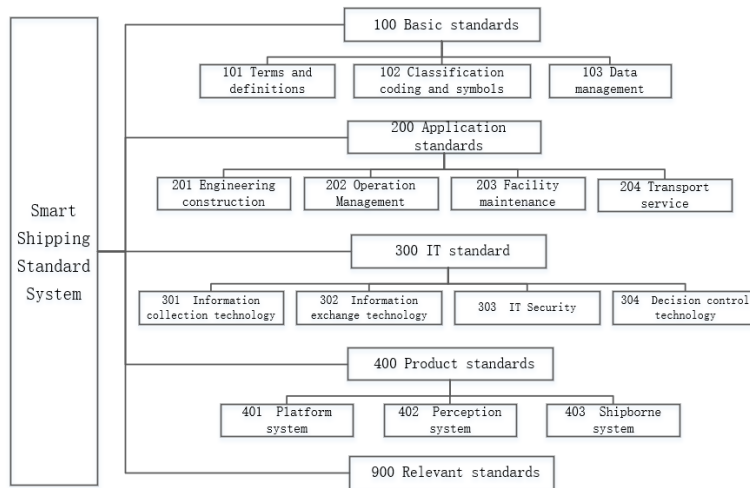 Smart
Shipping
Standard
System
100 Basic standards
101 Terms and
definitions
102 Classification
coding and symbols
103 Data
management
200 Application
standards
201 Engineering
construction
202 Operation
Management
203 Facility
maintenance
204 Transport
service
300 IT standard
301 Information
collection technology
302 Information
exchange technology
303 IT Security
304 Decision control
technology
400 Product standards
401 Platform
system
402 Perception
system
403 Shipborne
system
900 Relevant standards